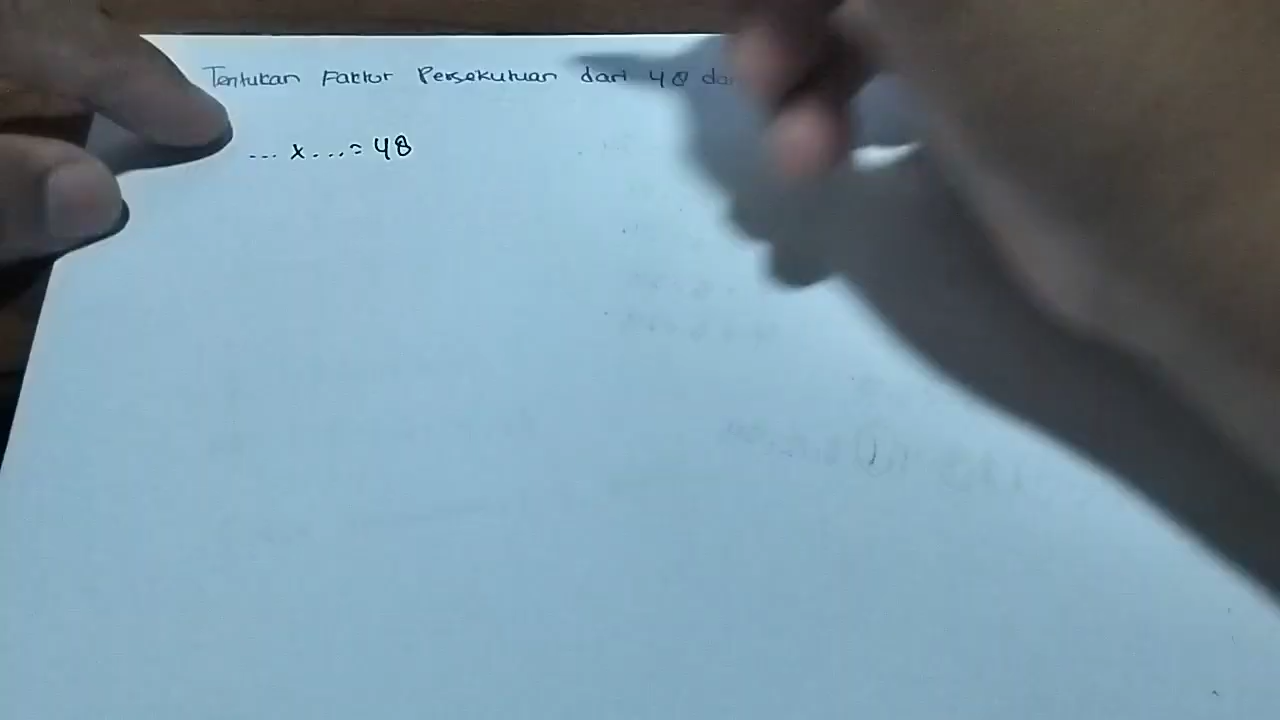 Tentukan Faktor Persekutuan dari 48 da
... x ... = 48